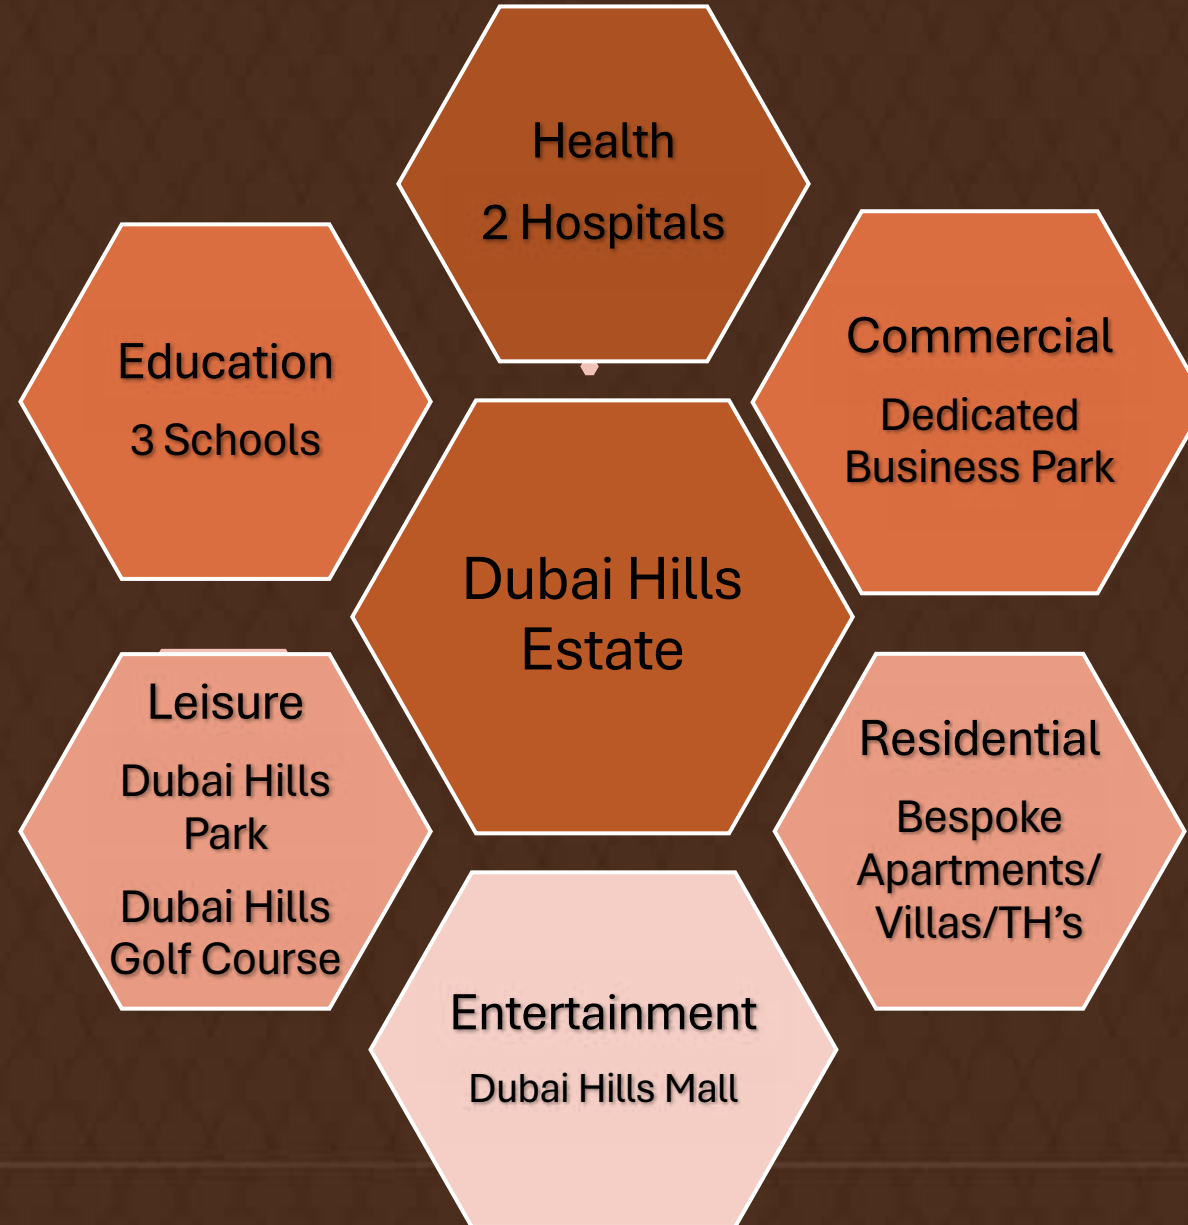 Health
2 Hospitals
Education
3 Schools
Commercial
Dedicated
Business Park
Dubai Hills
Estate
Leisure
Dubai Hills
Park
Dubai Hills
Golf Course
Residential
Bespoke
Apartments/
Villas/TH’s
Entertainment
Dubai Hills Mall